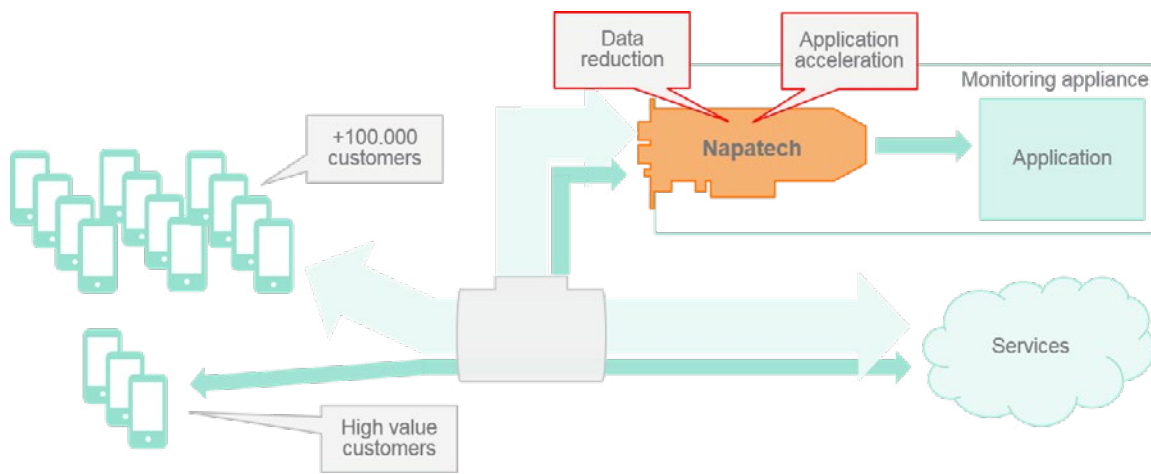 Data
reduction
Application
acceleration
Monitoring appliance
+100.000
customers
Napatech
Application
Services
High value
customers